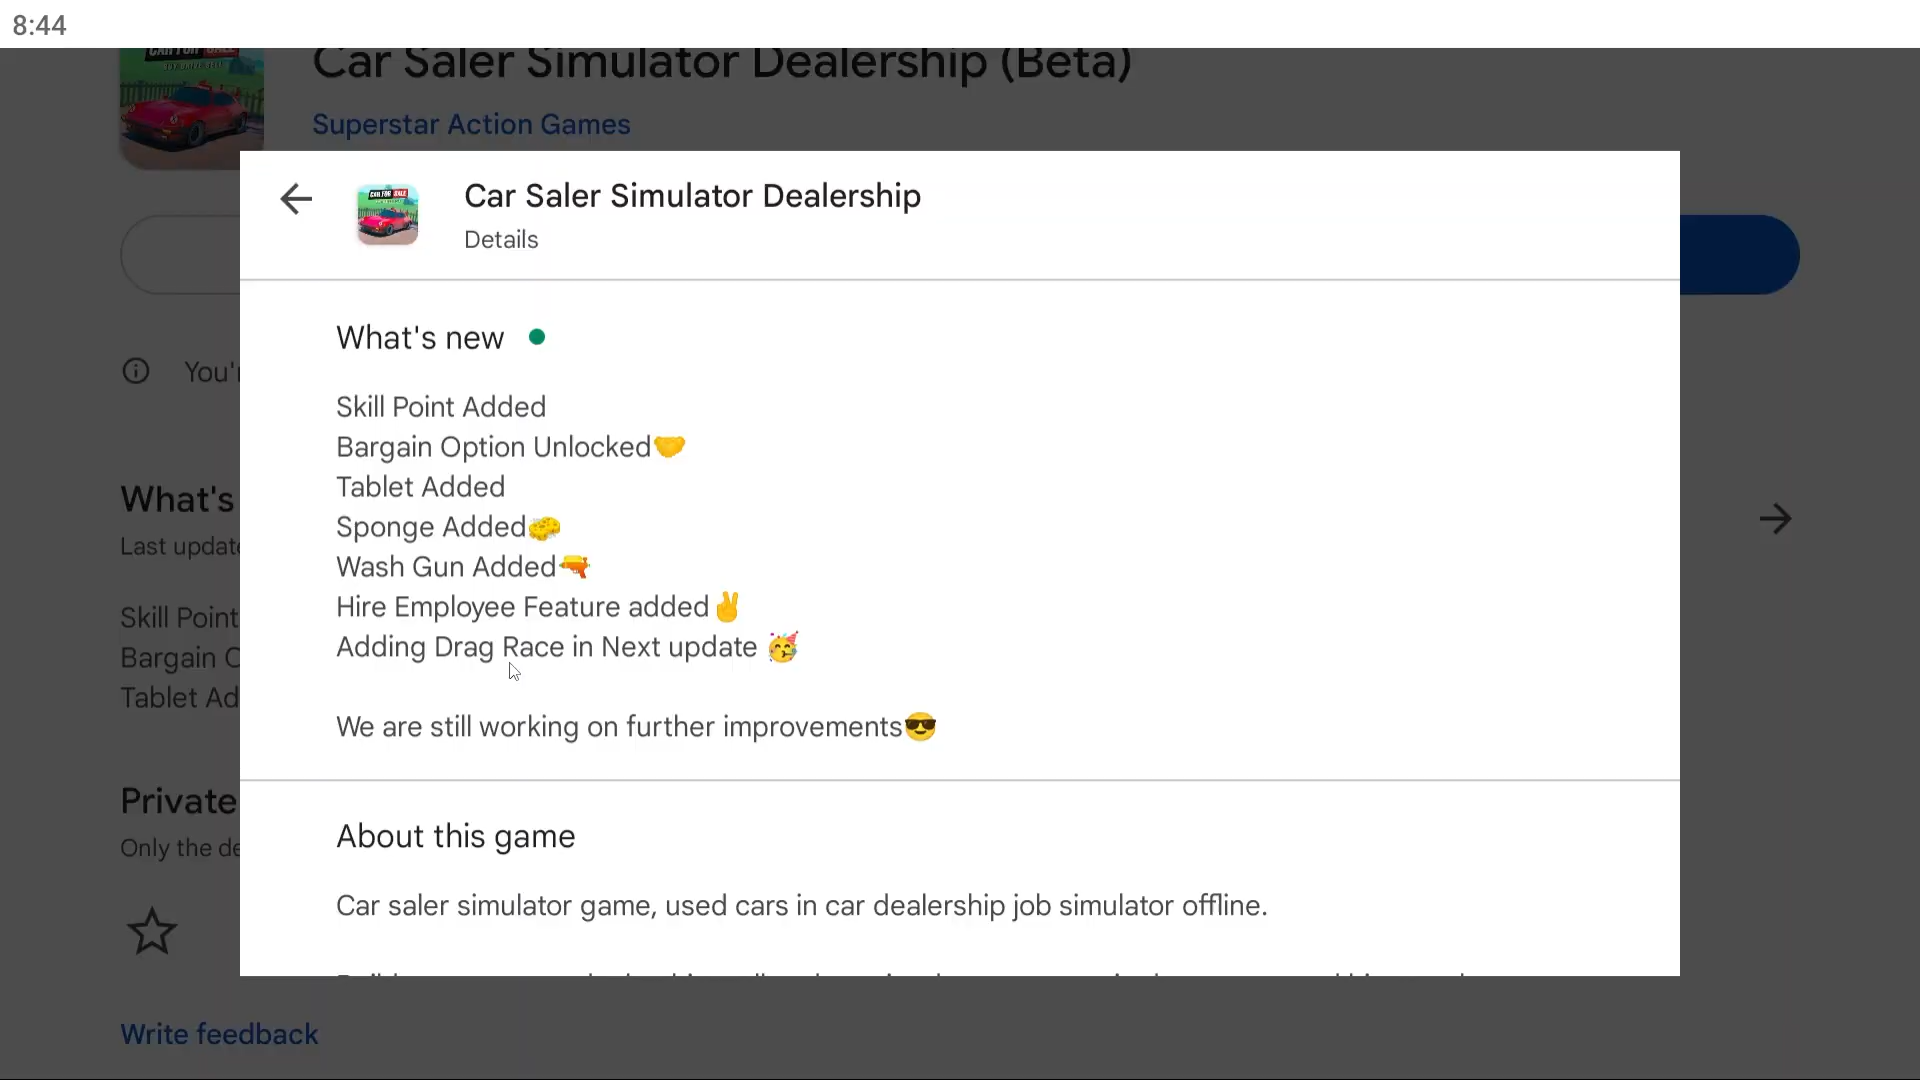 8:44
Car Saler Simulator Dealership (Beta)
Superstar Action Games
CAR FOR SALE
Car Saler Simulator Dealership
Details
You'r
What's new
Skill Point Added
Bargain Option Unlocked🤝
Tablet Added
Sponge Added🧽
Wash Gun Added🔫
Hire Employee Feature added✌
Adding Drag Race in Next update 🥳
We are still working on further improvements😎
What's
Last update
Skill Point
Bargain O
Tablet Ad
Private
Only the de
About this game
Car saler simulator game, used cars in car dealership job simulator offline.
Write feedback